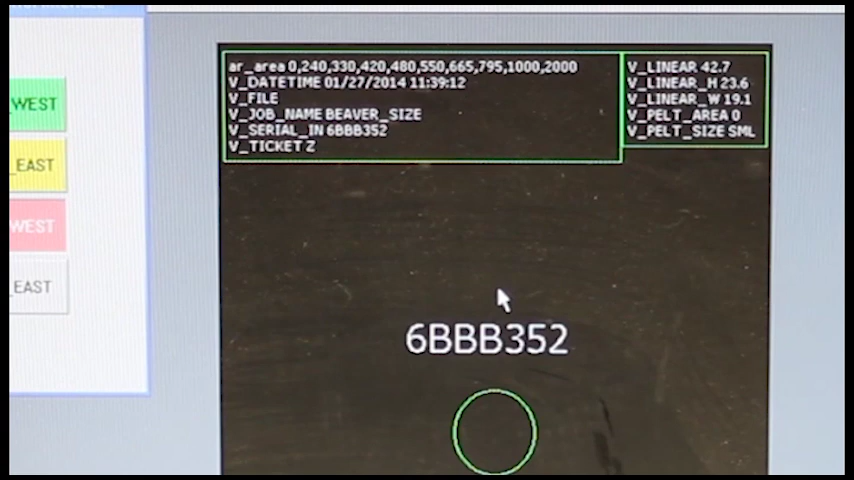 ar_area 0,240,330,420,480,550,665,795,1000,2000
V_DATETIME 01/27/2014 11:39:12
V_FILE
V_JOB_NAME BEAVER_SIZE
V_SERIAL_IN 6BBB352
V_TICKET Z
V_LINEAR 42.7
V_LINEAR_H 23.6
V_LINEAR_W 19.1
V_PELT_AREA 0
V_PELT_SIZE SML
WEST
_EAST
WEST
_EAST
6BBB352